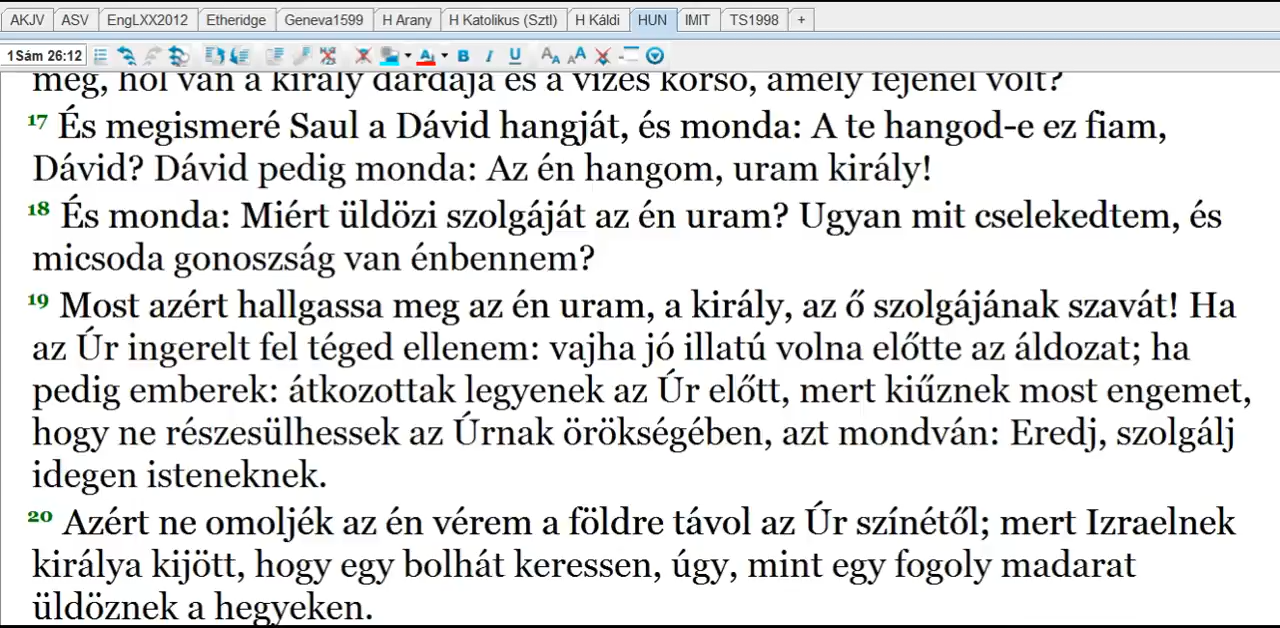 AKJV ASV EngLXX2012 Etheridge Geneva1599 H Arany H Katolikus (Sztl) H Káldi HUN IMIT TS1998 +
1Sám 26:12
meg, hol van a király dárdája és a vizes korsó, amely fejénél volt?
17 És megismeré Saul a Dávid hangját, és monda: A te hangod-e ez fiam,
Dávid? Dávid pedig monda: Az én hangom, uram király!
18 És monda: Miért üldözi szolgáját az én uram? Ugyan mit cselekedtem, és
micsoda gonoszság van énbennem?
19 Most azért hallgassa meg az én uram, a király, az ő szolgájának szavát! Ha
az Úr ingerelt fel téged ellenem: vajha jó illatú volna előtte az áldozat; ha
pedig emberek: átkozottak legyenek az Úr előtt, mert kiűznek most engemet,
hogy ne részesülhessek az Úrnak örökségében, azt mondván: Eredj, szolgálj
idegen isteneknek.
20 Azért ne omoljék az én vérem a földre távol az Úr színétől; mert Izraelnek
királya kijött, hogy egy bolhát keressen, úgy, mint egy fogoly madarat
üldöznek a hegyeken.